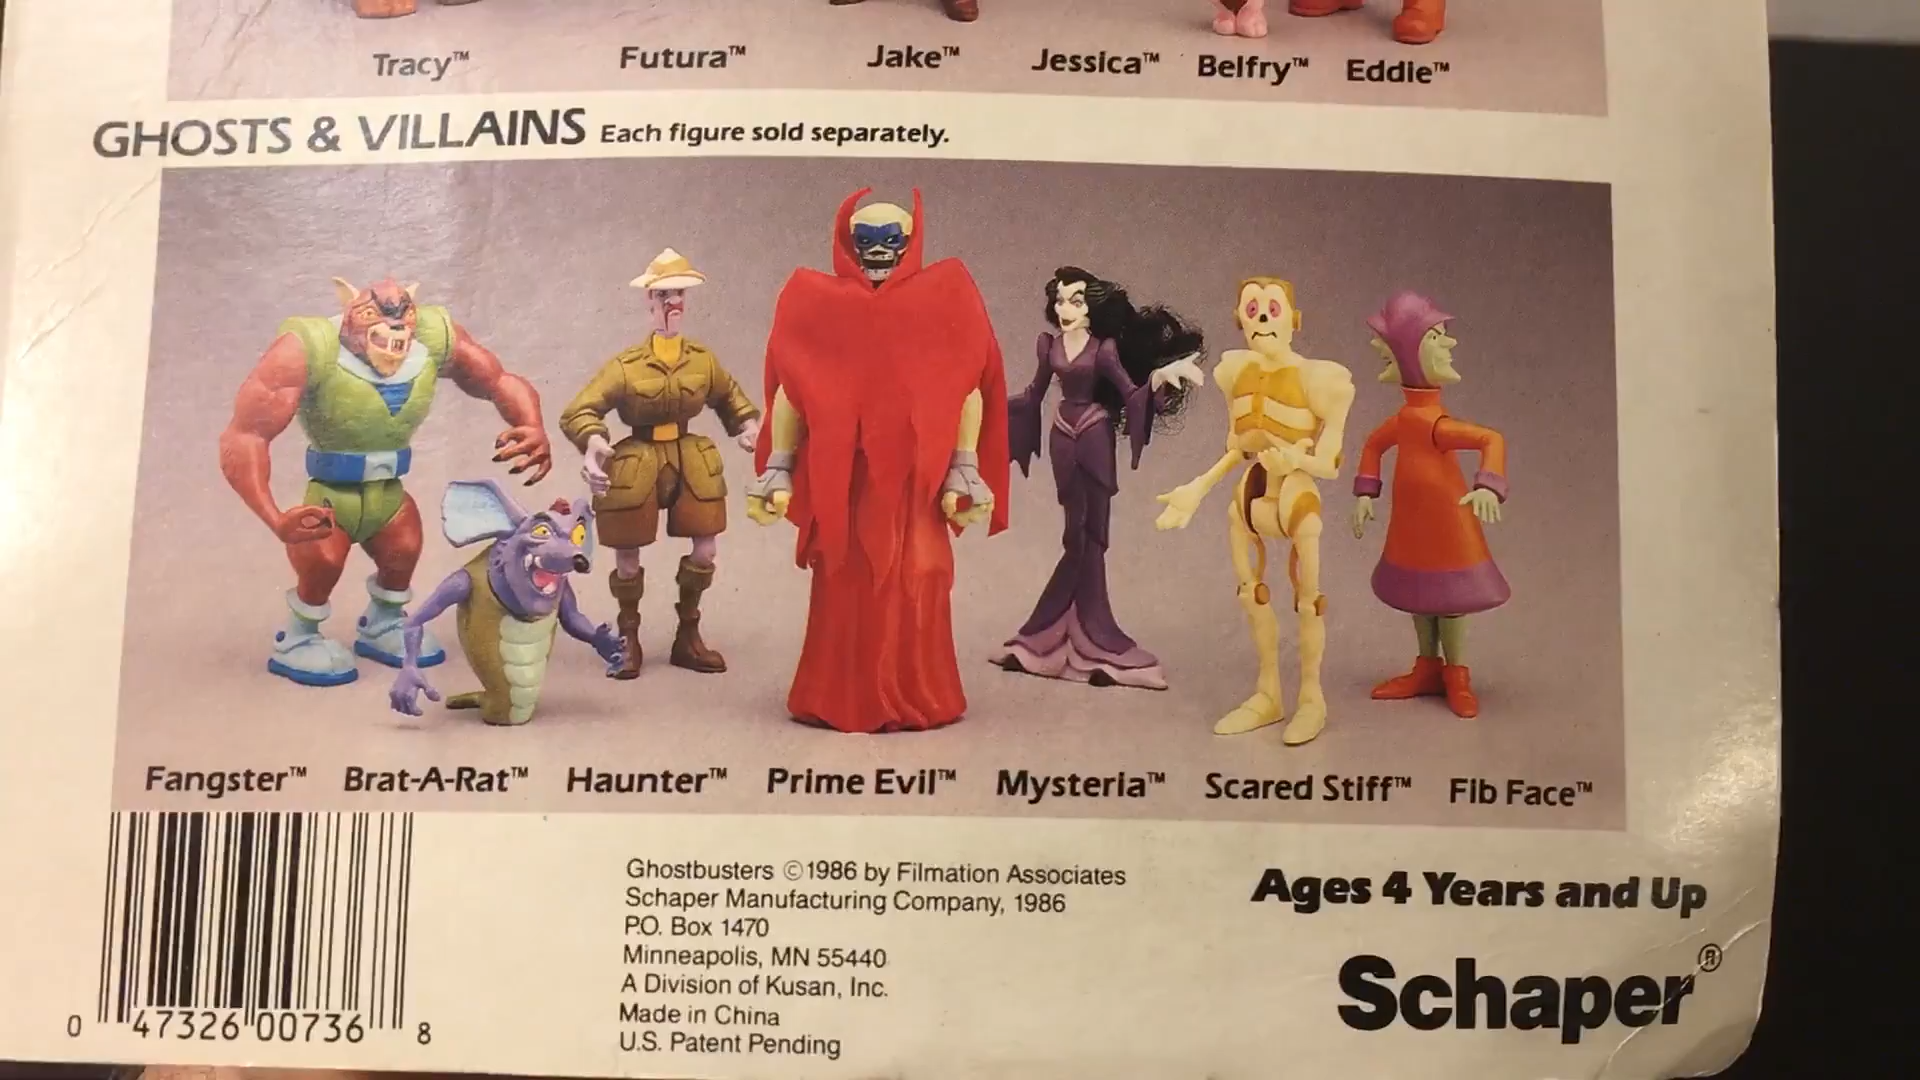 Tracy™ Futura™ Jake™ Jessica™ Belfry™ Eddie™
GHOSTS & VILLAINS Each figure sold separately.
Fangster™ Brat-A-Rat™ Haunter™ Prime Evil™ Mysteria™ Scared Stiff™ Fib Face™
Ghostbusters ©1986 by Filmation Associates
Schaper Manufacturing Company, 1986
P.O. Box 1470
Minneapolis, MN 55440
A Division of Kusan, Inc.
Made in China
U.S. Patent Pending
Ages 4 Years and Up
Schaper®
0 47326 00736 8